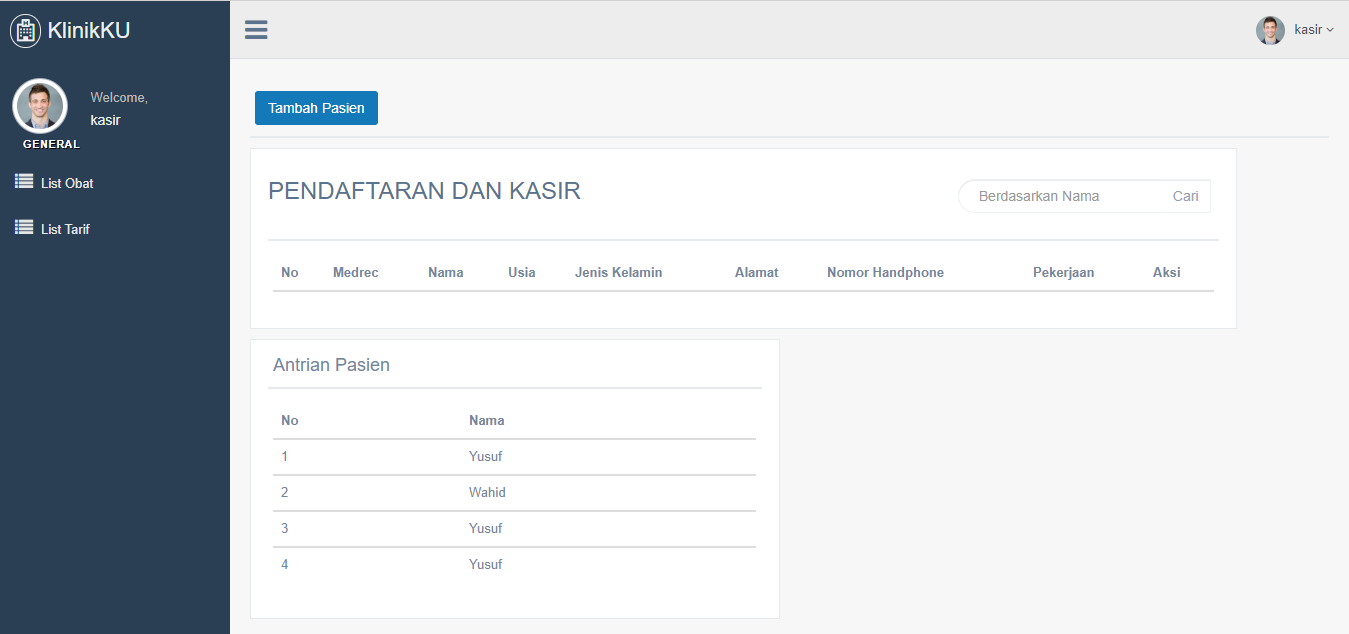 KlinikKU
kasir
Welcome,
kasir
GENERAL
List Obat
List Tarif
Tambah Pasien
PENDAFTARAN DAN KASIR
Berdasarkan Nama Cari
No Medrec Nama Usia Jenis Kelamin Alamat Nomor Handphone Pekerjaan Aksi
Antrian Pasien
No Nama
1 Yusuf
2 Wahid
3 Yusuf
4 Yusuf